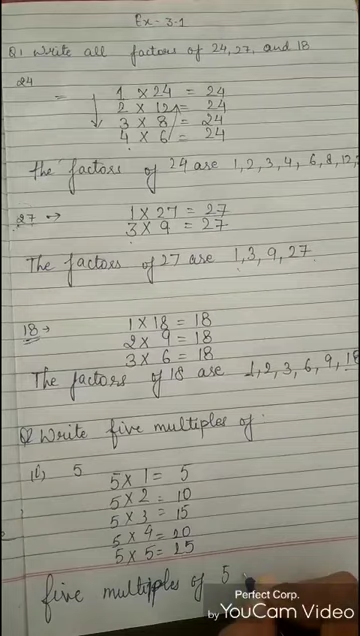 Ex-3.1
Q1 Write all factors of 24, 27, and 18
24
= 1 × 24 = 24
2 × 12 = 24
3 × 8 = 24
4 × 6 = 24
The factors of 24 are 1, 2, 3, 4, 6, 8, 12,
27 → 1 × 27 = 27
3 × 9 = 27
The factors of 27 are 1, 3, 9, 27
18 → 1 × 18 = 18
2 × 9 = 18
3 × 6 = 18
The factors of 18 are 1, 2, 3, 6, 9, 18
Q Write five multiples of
5 5 × 1 = 5
5 × 2 = 10
5 × 3 = 15
5 × 4 = 20
5 × 5 = 25
five multiples of 5
Perfect Corp.
by YouCam Video